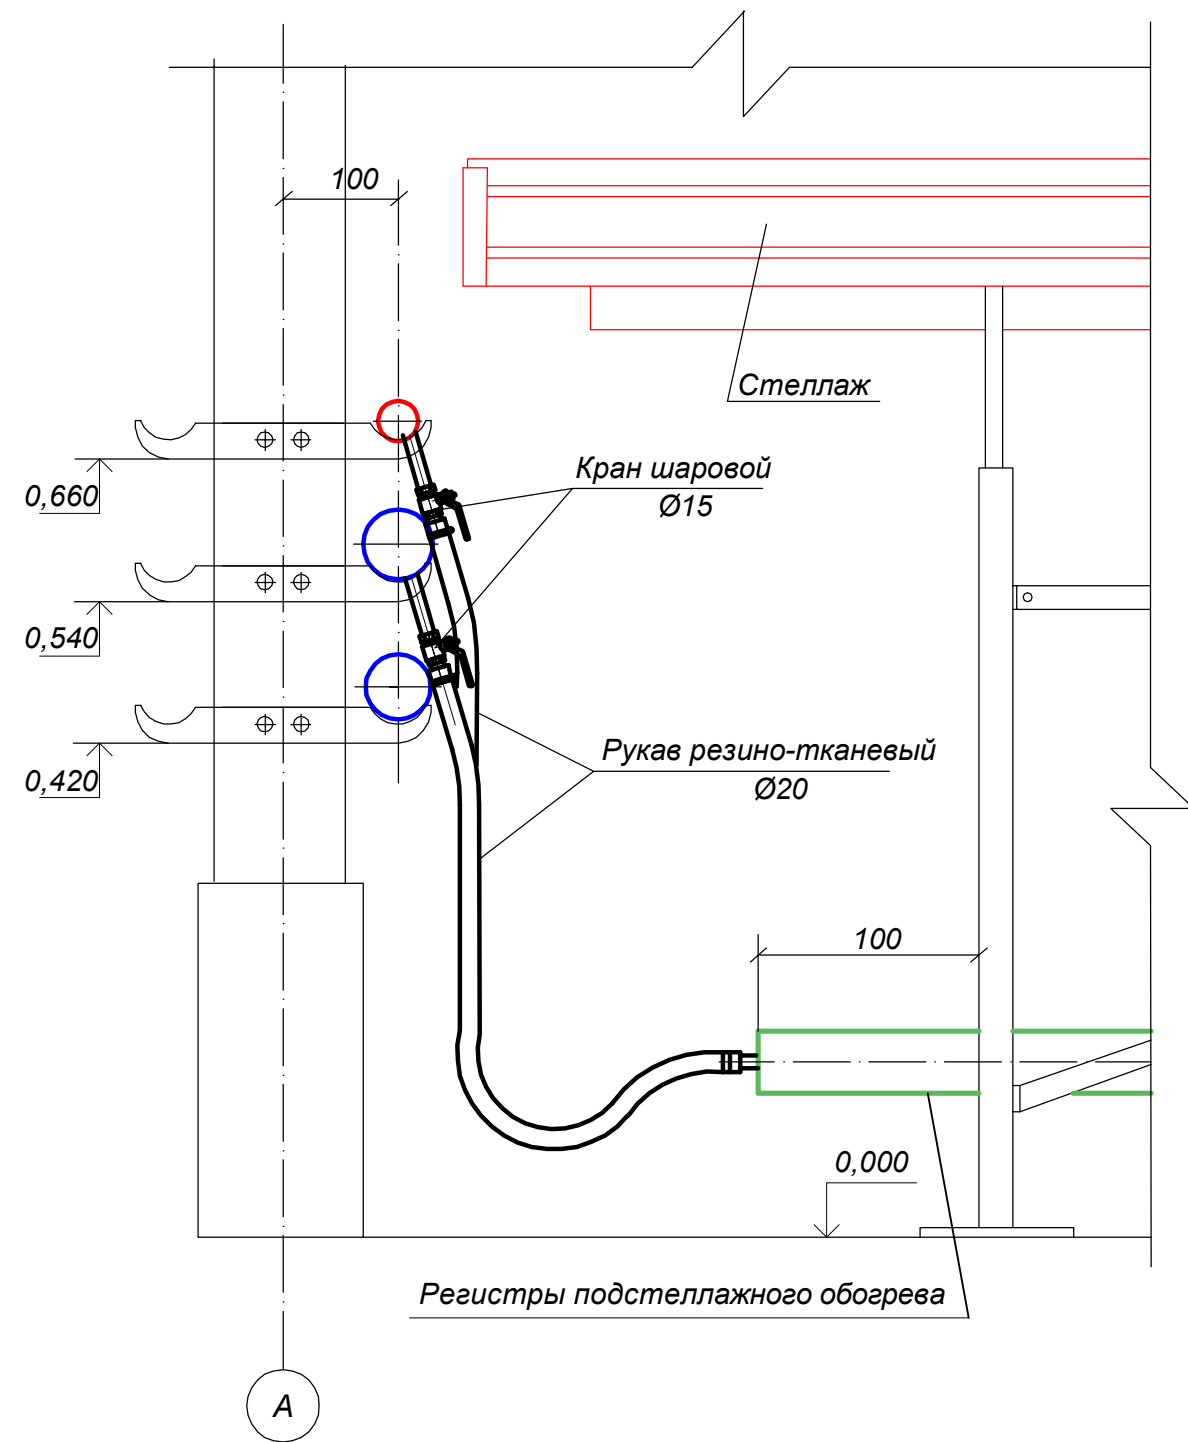 100
Стеллаж
Кран шаровой
Ø15
0,660
0,540
Рукав резино-тканевый
Ø20
0,420
100
0,000
Регистры подстеллажного обогрева
А